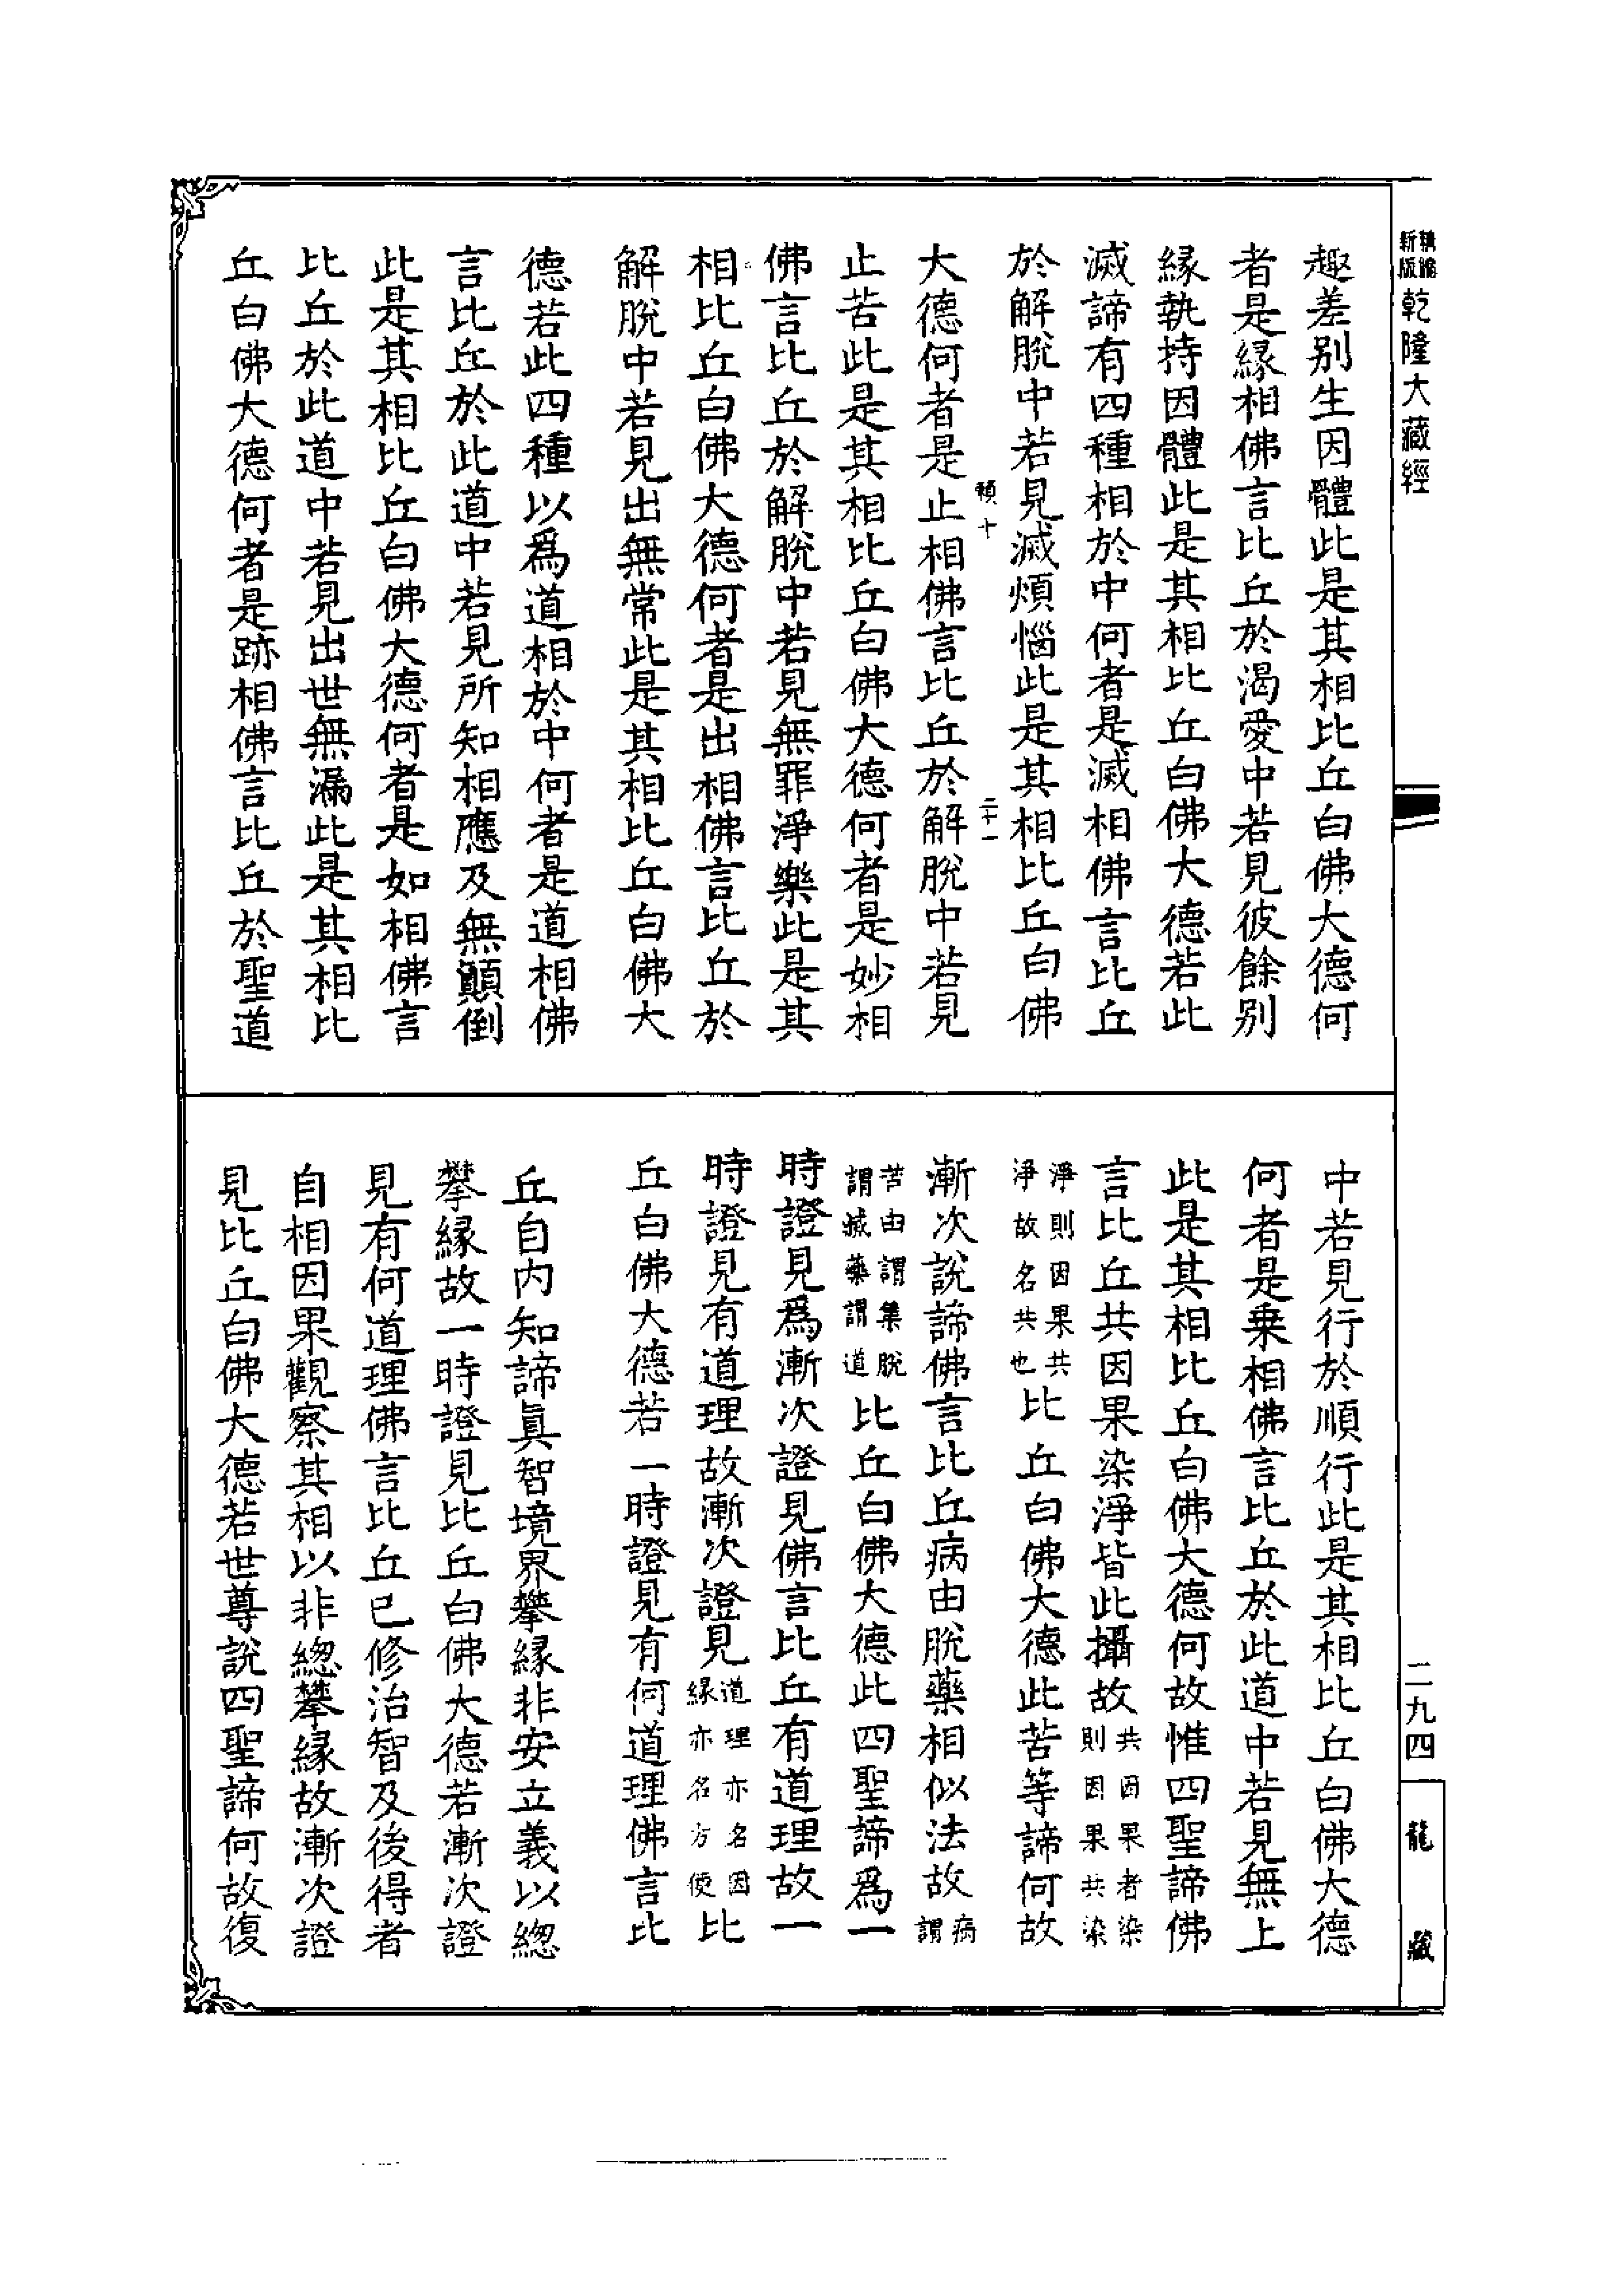 新版精編乾隆大藏經
趣差别生因體此是其相比丘白佛大德何
者是緣相佛言比丘於渴愛中若見彼餘别
緣執持因體此是其相比丘白佛大德若此
滅諦有四種相於中何者是滅相佛言比丘
於解脫中若見滅煩惱此是其相比丘白佛
頼十 二十一
大德何者是止相佛言比丘於解脫中若見
止苦此是其相比丘白佛大德何者是妙相
佛言比丘於解脫中若見無罪淨樂此是其
相比丘白佛大德何者是出相佛言比丘於
解脫中若見出無常此是其相比丘白佛大
德若此四種以爲道相於中何者是道相佛
言比丘於此道中若見所知相應及無顚倒
此是其相比丘白佛大德何者是如相佛言
比丘於此道中若見出世無漏此是其相比
丘白佛大德何者是跡相佛言比丘於聖道
中若見行於順行此是其相比丘白佛大德
何者是乗相佛言比丘於此道中若見無上
此是其相比丘白佛大德何故惟四聖諦佛
言比丘共因果染淨皆此攝故共因果者染則因果共染
淨則因果共淨故名共也比丘白佛大德此苦等諦何故
漸次說諦佛言比丘病由脫藥相似法故病謂
苦由謂集脫謂滅藥謂道比丘白佛大德此四聖諦爲一
時證見爲漸次證見佛言比丘有道理故一
時證見有道理故漸次證見道理亦名因緣亦名方便比
丘白佛大德若一時證見有何道理佛言比
丘自内知諦眞智境界攀緣非安立義以緫
攀緣故一時證見比丘白佛大德若漸次證
見有何道理佛言比丘已修治智及後得者
自相因果觀察其相以非緫攀緣故漸次證
見比丘白佛大德若世尊説四聖諦何故復
二九四
龍藏